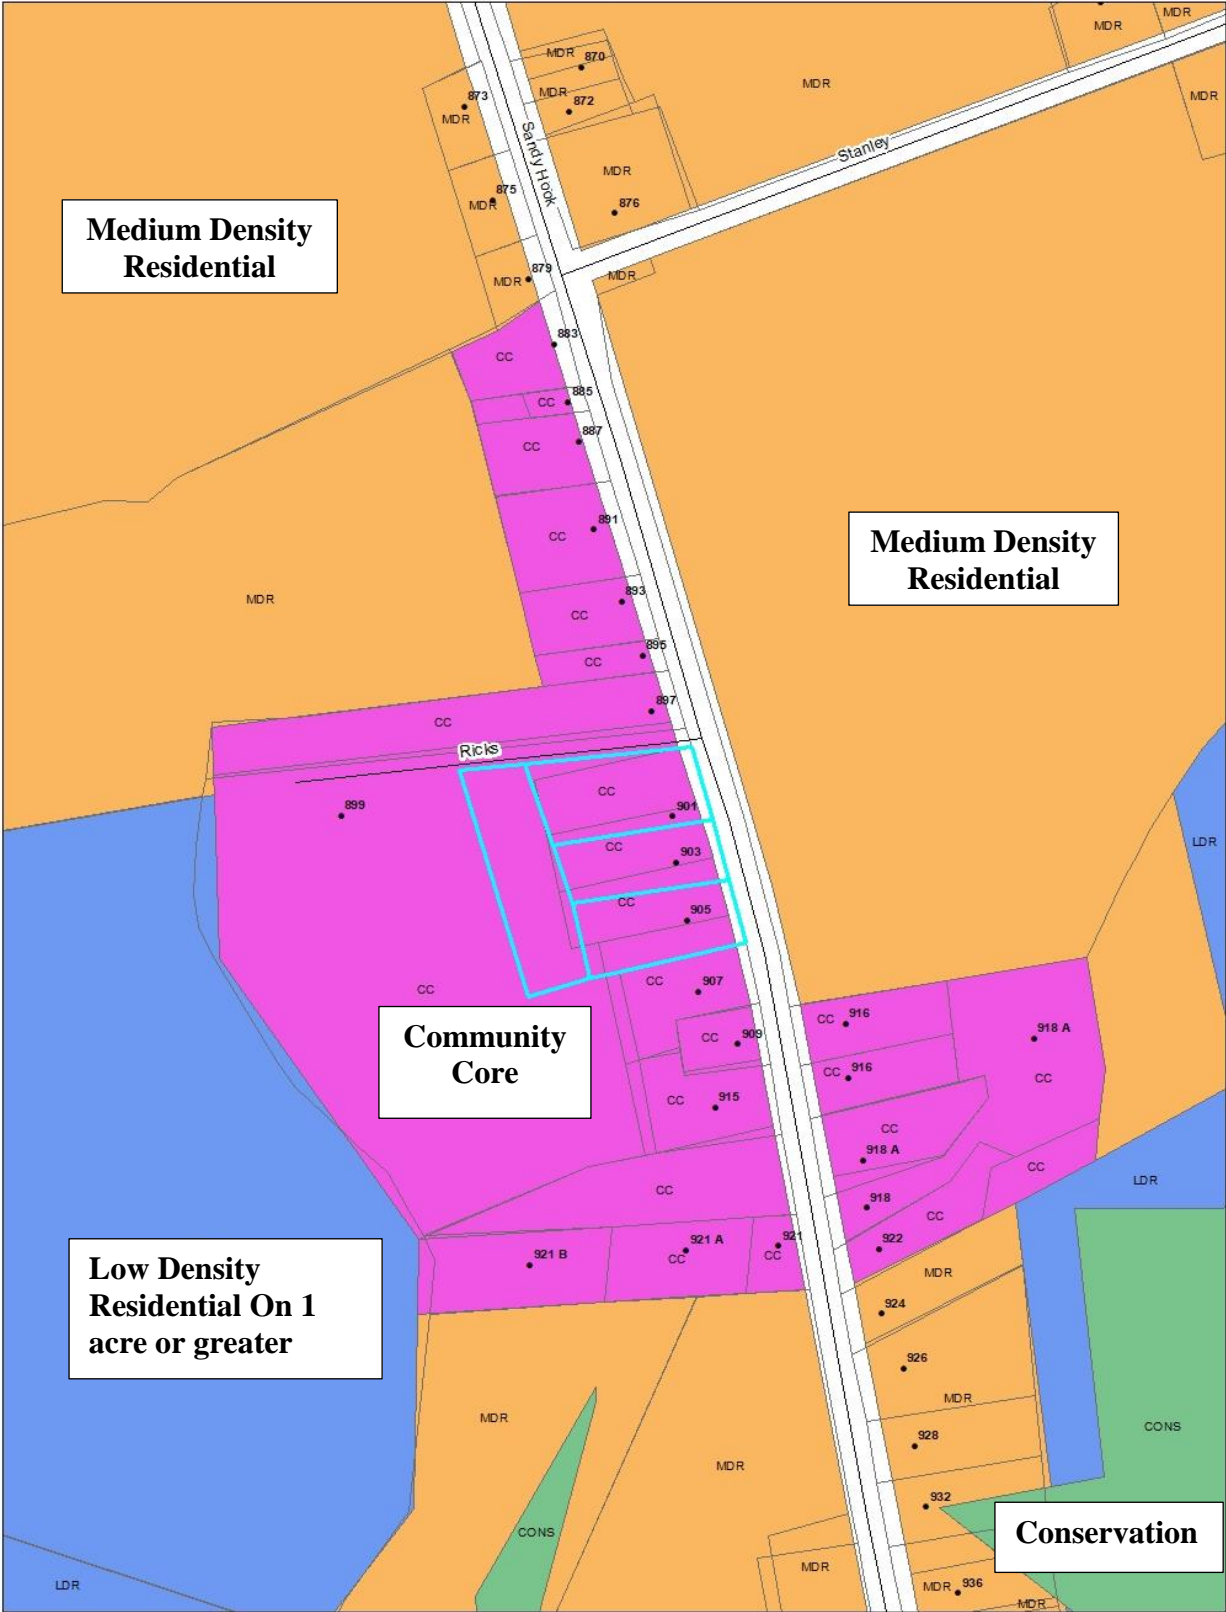 MDR
MDR
870
MDR
MDR
873
MDR
872
MDR
MDR
Sandy Hook
Stanley
MDR
875
MDR
876
Medium Density
Residential
MDR
879
MDR
883
CC
885
CC
887
CC
891
CC
Medium Density
Residential
MDR
893
CC
895
CC
897
CC
Ricks
899
CC
901
CC
903
LDR
CC
905
CC
907
CC
916
CC
918 A
CC
Community
Core
CC
909
CC
916
CC
CC
915
CC
918 A
CC
LDR
CC
918
CC
922
921 B
921 A
CC
921
CC
Low Density
Residential On 1
acre or greater
MDR
924
926
MDR
MDR
928
CONS
MDR
932
CONS
Conservation
MDR
LDR
MDR
936
MDR